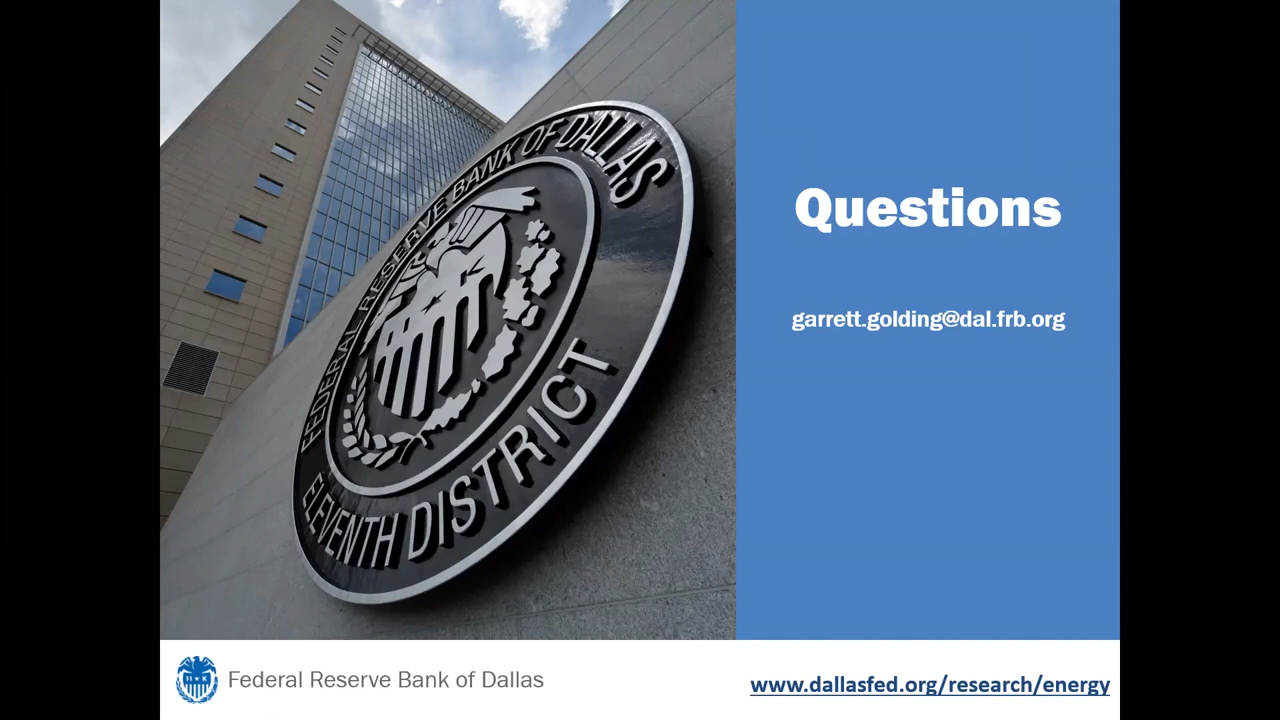 FEDERAL RESERVE BANK OF DALLAS
ELEVENTH DISTRICT
Questions
garrett.golding@dal.frb.org
Federal Reserve Bank of Dallas
www.dallasfed.org/research/energy